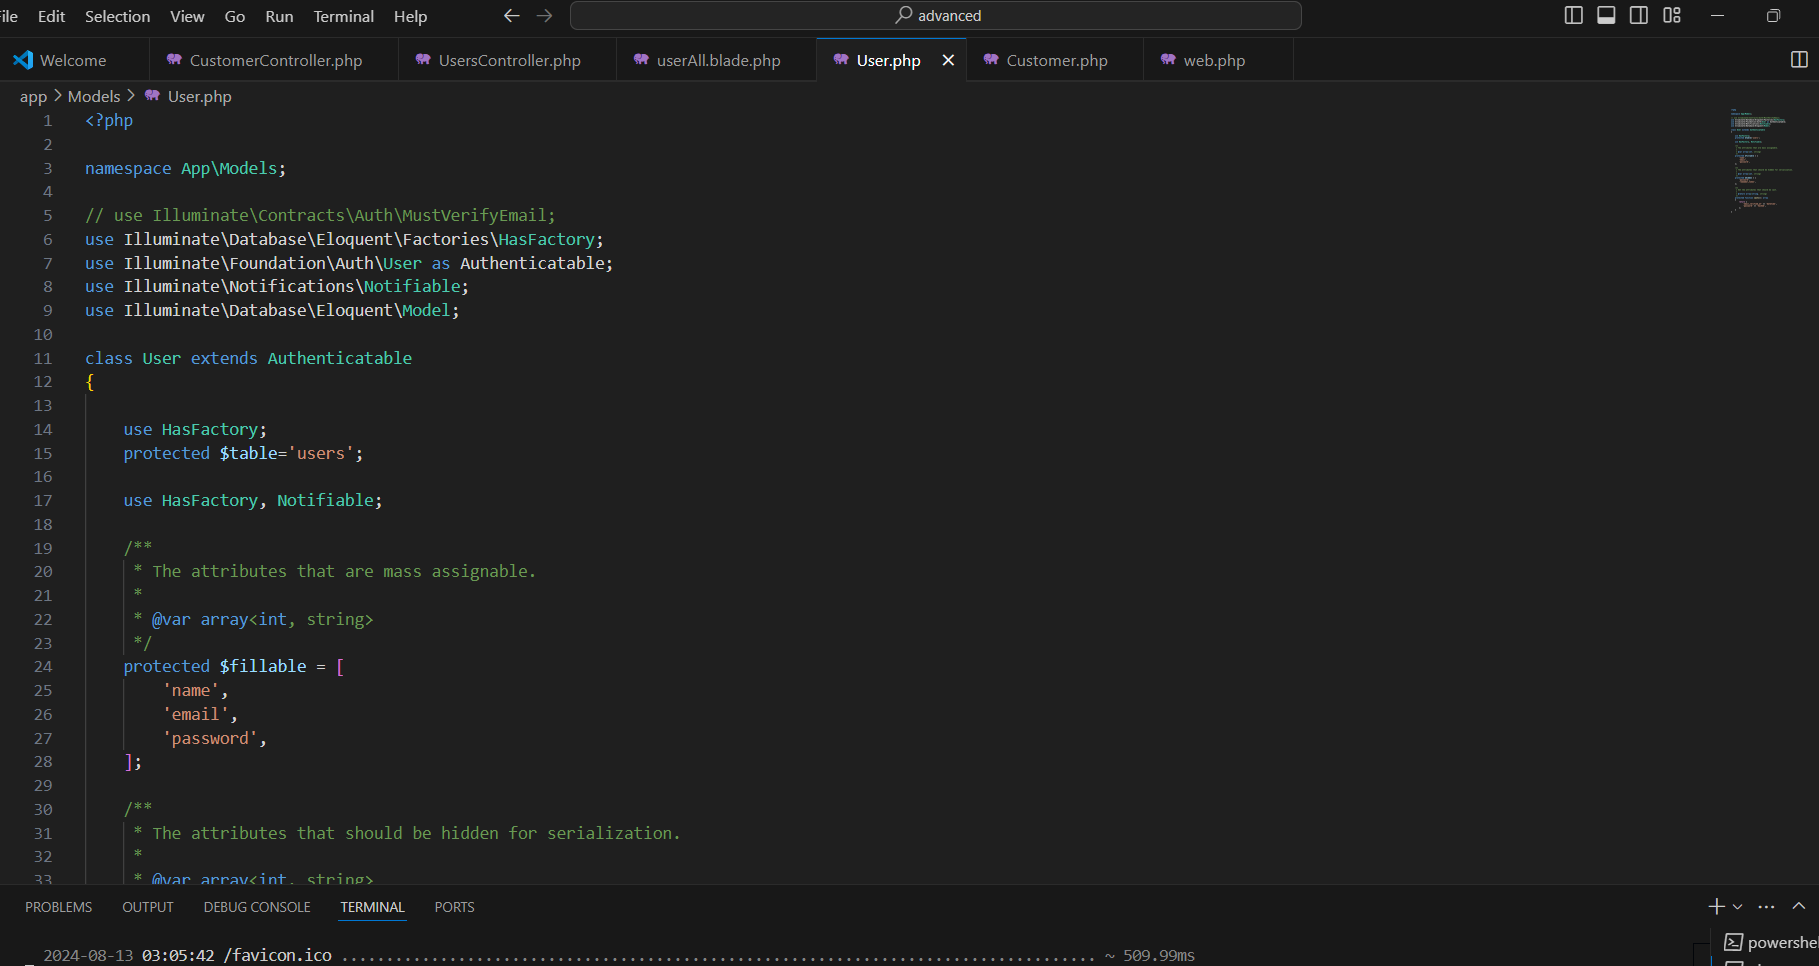 File Edit Selection View Go Run Terminal Help
advanced
Welcome CustomerController.php UsersController.php userAll.blade.php User.php Customer.php web.php
app > Models > User.php
1 <?php
2
3 namespace App\Models;
4
5 // use Illuminate\Contracts\Auth\MustVerifyEmail;
6 use Illuminate\Database\Eloquent\Factories\HasFactory;
7 use Illuminate\Foundation\Auth\User as Authenticatable;
8 use Illuminate\Notifications\Notifiable;
9 use Illuminate\Database\Eloquent\Model;
10
11 class User extends Authenticatable
12 {
13
14     use HasFactory;
15     protected $table='users';
16
17     use HasFactory, Notifiable;
18
19     /**
20      * The attributes that are mass assignable.
21      *
22      * @var array<int, string>
23      */
24     protected $fillable = [
25         'name',
26         'email',
27         'password',
28     ];
29
30     /**
31      * The attributes that should be hidden for serialization.
32      *
33      * @var array<int, string>
PROBLEMS OUTPUT DEBUG CONSOLE TERMINAL PORTS
2024-08-13 03:05:42 /favicon.ico ........................................................................................ ~ 509.99ms
powershe